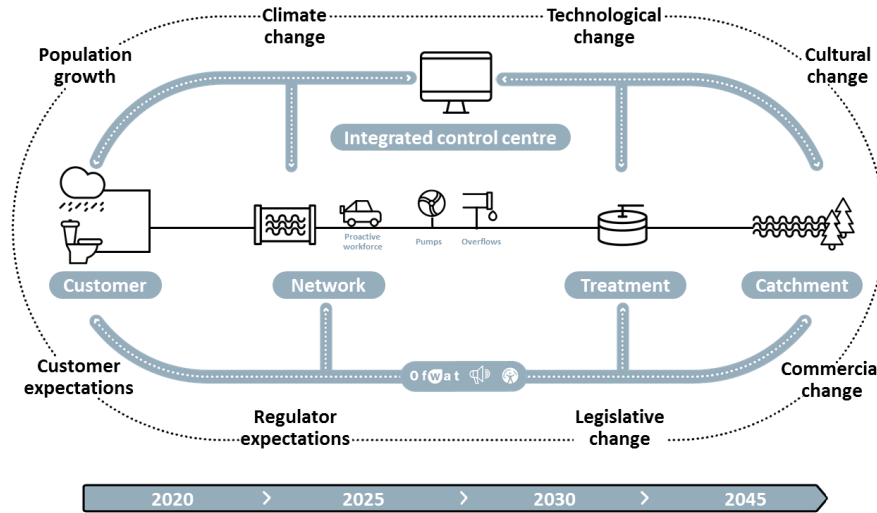 Climate
change
Technological
change
Population
growth
Cultural
change
Integrated control centre
Proactive
workforce
Pumps
Overflows
Customer
Network
Treatment
Catchment
Customer
expectations
Ofwat
Commercia
change
Regulator
expectations
Legislative
change
2020 > 2025 > 2030 > 2045